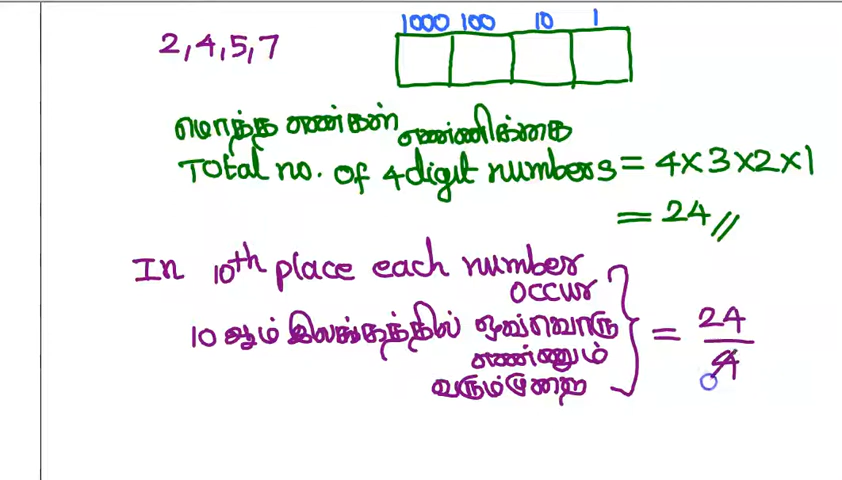 1000 100 10 1
2, 4, 5, 7
மொத்த எண்கள் எண்ணிக்கை
Total no. of 4 digit numbers = 4 × 3 × 2 × 1
= 24 //
In 10th place each number
occur
10 ஆம் இலக்கத்தில் ஒவ்வொரு
எண்ணும்
வரும்முறை
= 24
4